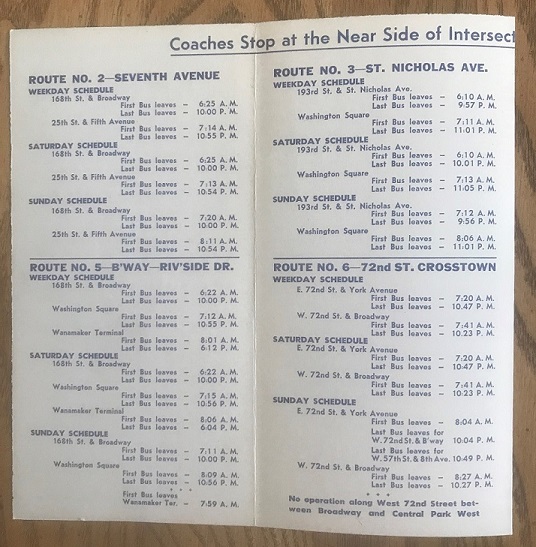 Coaches Stop at the Near Side of Intersect
ROUTE NO. 2—SEVENTH AVENUE
WEEKDAY SCHEDULE
168th St. & Broadway
First Bus leaves – 6:25 A. M.
Last Bus leaves – 10:00 P. M.
25th St. & Fifth Avenue
First Bus leaves – 7:14 A. M.
Last Bus leaves – 10:55 P. M.
SATURDAY SCHEDULE
168th St. & Broadway
First Bus leaves – 6:25 A. M.
Last Bus leaves – 10:00 P. M.
25th St. & Fifth Avenue
First Bus leaves – 7:13 A. M.
Last Bus leaves – 10:54 P. M.
SUNDAY SCHEDULE
168th St. & Broadway
First Bus leaves – 7:20 A. M.
Last Bus leaves – 10:00 P. M.
25th St. & Fifth Avenue
First Bus leaves – 8:11 A. M.
Last Bus leaves – 10:54 P. M.
ROUTE NO. 5—B'WAY—RIV'SIDE DR.
WEEKDAY SCHEDULE
168th St. & Broadway
First Bus leaves – 6:22 A. M.
Last Bus leaves – 10:00 P. M.
Washington Square
First Bus leaves – 7:12 A. M.
Last Bus leaves – 10:55 P. M.
Wanamaker Terminal
First Bus leaves – 8:01 A. M.
Last Bus leaves – 6:12 P. M.
SATURDAY SCHEDULE
168th St. & Broadway
First Bus leaves – 6:22 A. M.
Last Bus leaves – 10:00 P. M.
Washington Square
First Bus leaves – 7:15 A. M.
Last Bus leaves – 10:56 P. M.
Wanamaker Terminal
First Bus leaves – 8:06 A. M.
Last Bus leaves – 6:04 P. M.
SUNDAY SCHEDULE
168th St. & Broadway
First Bus leaves – 7:11 A. M.
Last Bus leaves – 10:00 P. M.
Washington Square
First Bus leaves – 8:09 A. M.
Last Bus leaves – 10:56 P. M.
* * *
First Bus leaves
Wanamaker Ter. – 7:59 A. M.
ROUTE NO. 3—ST. NICHOLAS AVE.
WEEKDAY SCHEDULE
193rd St. & St. Nicholas Ave.
First Bus leaves – 6:10 A. M.
Last Bus leaves – 9:57 P. M.
Washington Square
First Bus leaves – 7:11 A. M.
Last Bus leaves – 11:01 P. M.
SATURDAY SCHEDULE
193rd St. & St. Nicholas Ave.
First Bus leaves – 6:10 A. M.
Last Bus leaves – 10.01 P. M.
Washington Square
First Bus leaves – 7:13 A. M.
Last Bus leaves – 11:05 P. M.
SUNDAY SCHEDULE
193rd St. & St. Nicholas Ave.
First Bus leaves – 7:12 A. M.
Last Bus leaves – 9:56 P. M.
Washington Square
First Bus leaves – 8:06 A. M.
Last Bus leaves – 11:01 P. M.
ROUTE NO. 6—72nd ST. CROSSTOWN
WEEKDAY SCHEDULE
E. 72nd St. & York Avenue
First Bus leaves – 7:20 A. M.
Last Bus leaves – 10.47 P. M.
W. 72nd St. & Broadway
First Bus leaves – 7:41 A. M.
Last Bus leaves – 10.23 P. M.
SATURDAY SCHEDULE
E. 72nd St. & York Avenue
First Bus leaves – 7:20 A. M.
Last Bus leaves – 10:47 P. M.
W. 72nd St. & Broadway
First Bus leaves – 7:41 A. M.
Last Bus leaves – 10:23 P. M.
SUNDAY SCHEDULE
E. 72nd St. & York Avenue
First Bus leaves – 8:04 A. M.
Last Bus leaves for
W. 72nd St. & B'way 10:04 P. M.
Last Bus leaves for
W. 57th St. & 8th Ave. 10:49 P. M.
W. 72nd St. & Broadway
First Bus leaves – 8:27 A. M.
Last Bus leaves – 10.27 P. M.
* * *
No operation along West 72nd Street bet-
ween Broadway and Central Park West